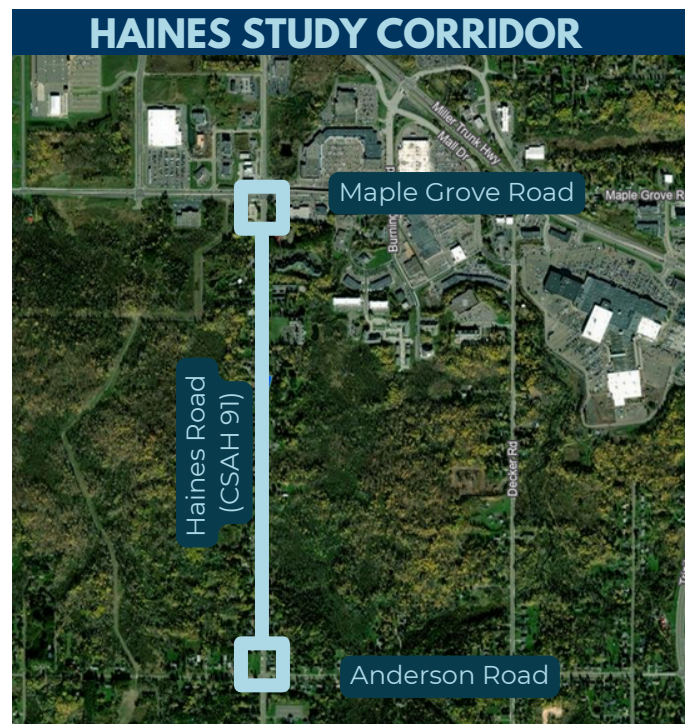 HAINES STUDY CORRIDOR
Miller Trunk Hwy
Mall Dr
Maple Grove Road
Maple Grove R
Haines Road
(CSAH 91)
Decker Rd
Anderson Road